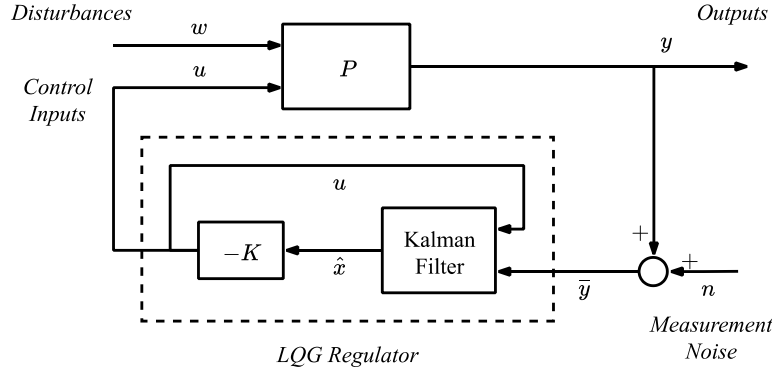 Disturbances
Outputs
w
y
P
u
Control
Inputs
u
+
Kalman
Filter
−K
x̂
+
y̅
n
Measurement
Noise
LQG Regulator